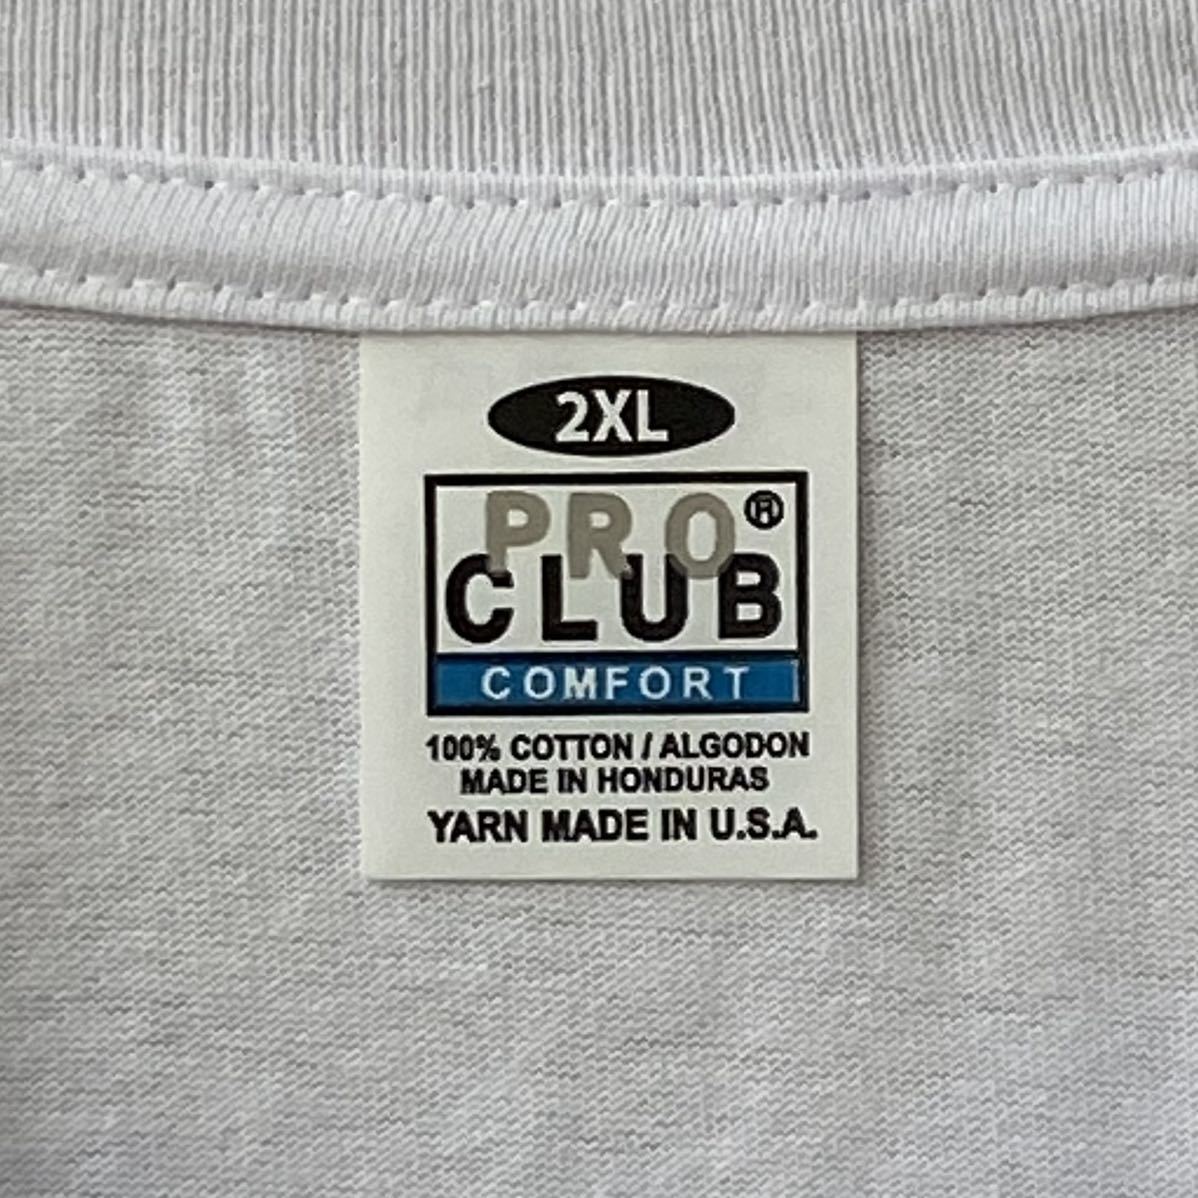 2XL
PRO®
CLUB
COMFORT
100% COTTON / ALGODON
MADE IN HONDURAS
YARN MADE IN U.S.A.